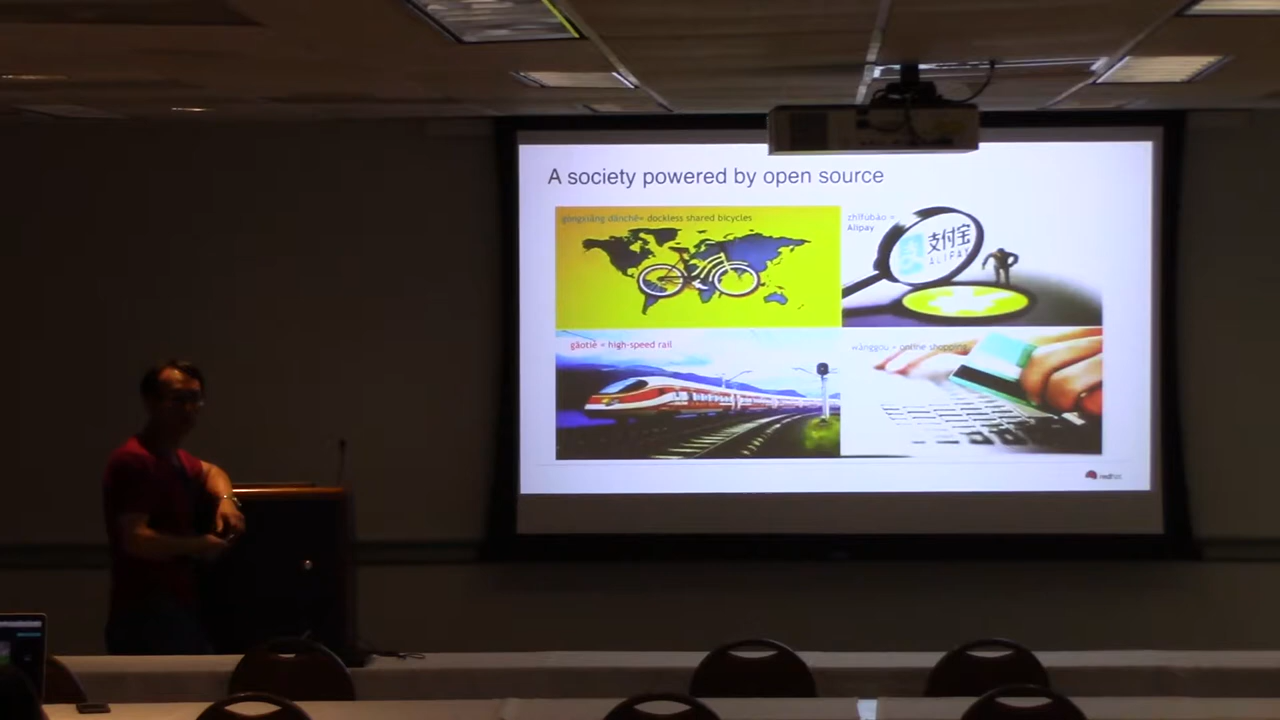 A society powered by open source
gòngxiǎng dānchē= dockless shared bicycles
zhīfùbǎo =
Alipay
支付宝
ALIPAY
gāotiě = high-speed rail
wǎnggòu = online shopping
redhat